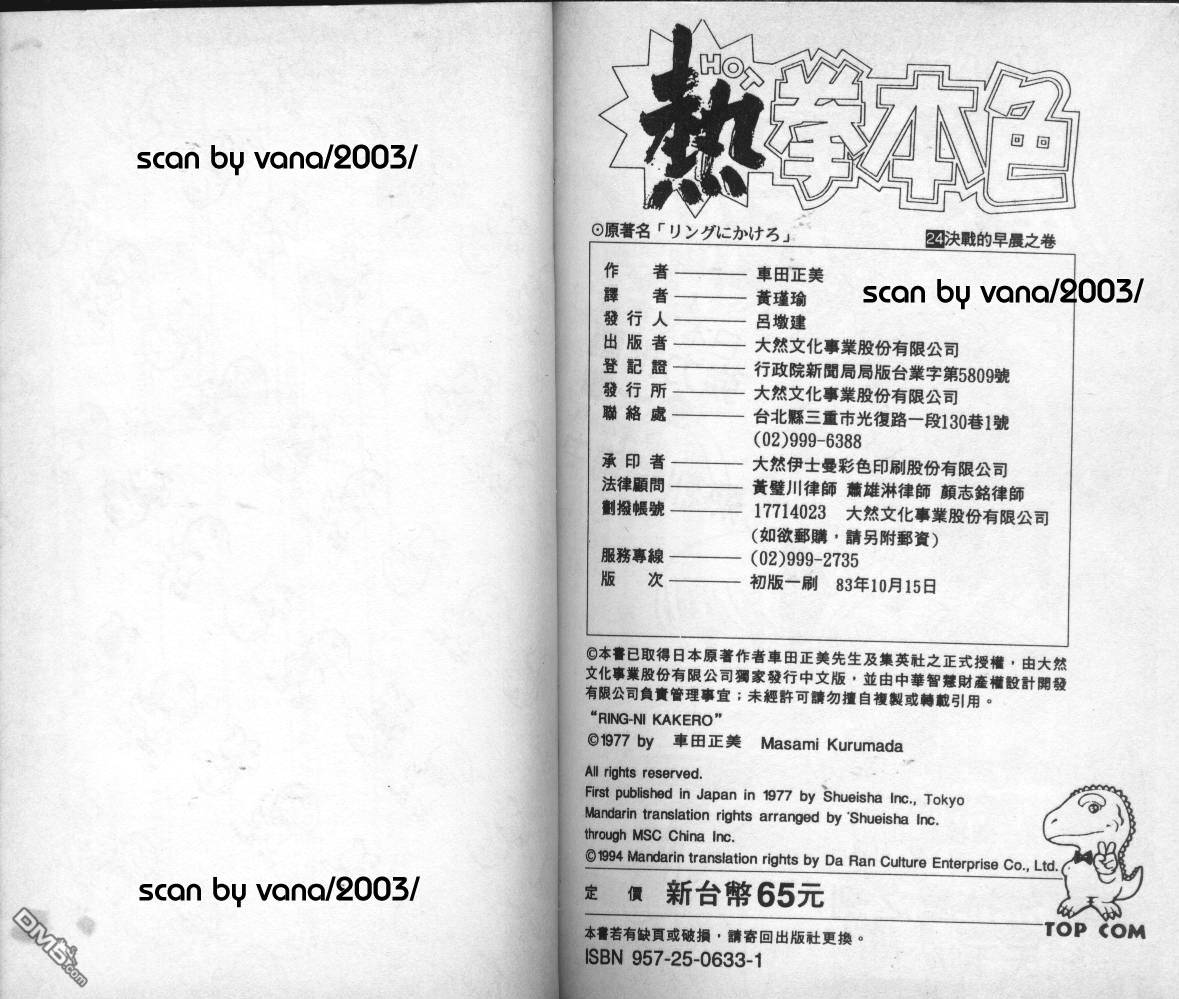 scan by vana/2003/
scan by vana/2003/
DM5.com
熱拳本色
HOT
⊙原著名「リングにかけろ」
24決戰的早晨之卷
作 者 ——— 車田正美
scan by vana/2003/
譯 者 ——— 黃瑾瑜
發行人 ——— 呂墩建
出版者 ——— 大然文化事業股份有限公司
登記證 ——— 行政院新聞局局版台業字第5809號
發行所 ——— 大然文化事業股份有限公司
聯絡處 ——— 台北縣三重市光復路一段130巷1號
(02)999-6388
承印者 ——— 大然伊士曼彩色印刷股份有限公司
法律顧問 ——— 黃璧川律師 蕭雄淋律師 顏志銘律師
劃撥帳號 ——— 17714023 大然文化事業股份有限公司
(如欲郵購，請另附郵資)
服務專線 ——— (02)999-2735
版 次 ——— 初版一刷 83年10月15日
©本書已取得日本原著作者車田正美先生及集英社之正式授權，由大然
文化事業股份有限公司獨家發行中文版，並由中華智慧財產權設計開發
有限公司負責管理事宜；未經許可請勿擅自複製或轉載引用。
“RING-NI KAKERO”
©1977 by 車田正美 Masami Kurumada
All rights reserved.
First published in Japan in 1977 by Shueisha Inc., Tokyo
Mandarin translation rights arranged by Shueisha Inc.
through MSC China Inc.
©1994 Mandarin translation rights by Da Ran Culture Enterprise Co., Ltd.
定 價 新台幣65元
TOP COM
本書若有缺頁或破損，請寄回出版社更換。
ISBN 957-25-0633-1